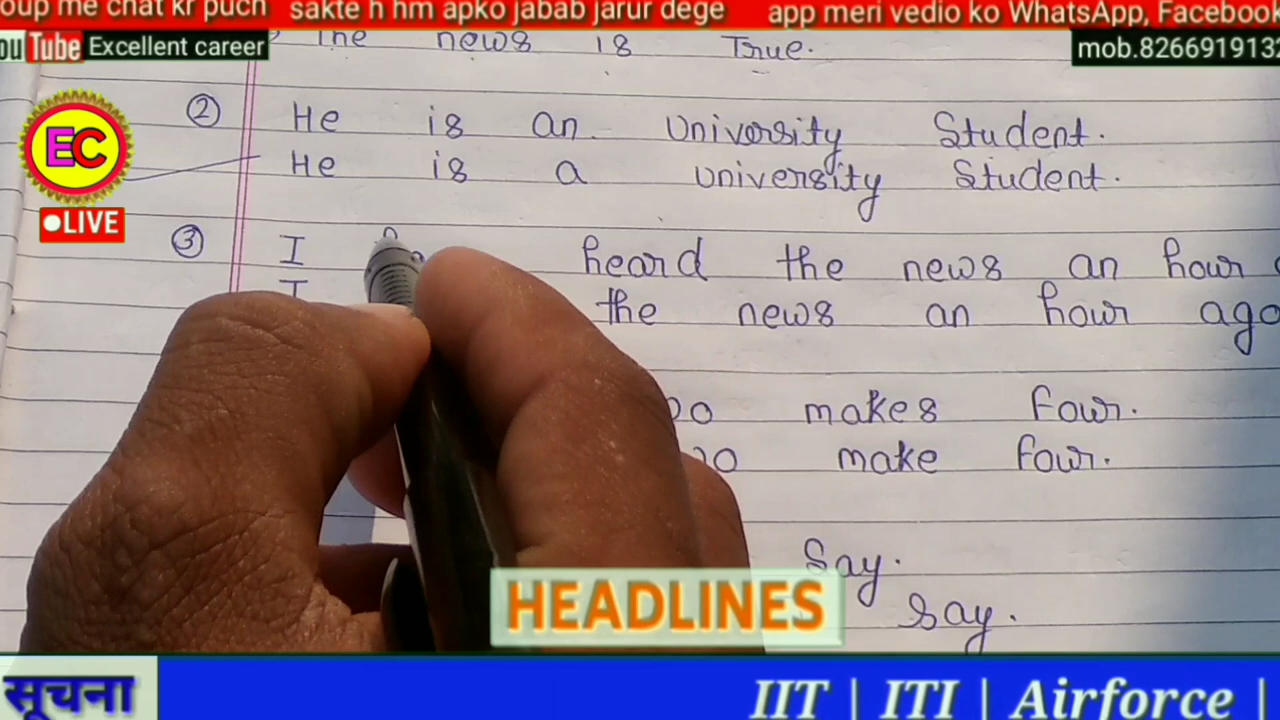 oup me chat kr puch sakte h hm apko jabab jarur dege app meri vedio ko WhatsApp, Facebook
ou Tube Excellent career
mob.8266919132
The news is True.
② He is an University Student.
EC
He is a university Student.
LIVE
③ I heard the news an hour
I the news an hour ago
makes four.
make four.
Say.
say.
HEADLINES
सूचना
IIT | ITI | Airforce |